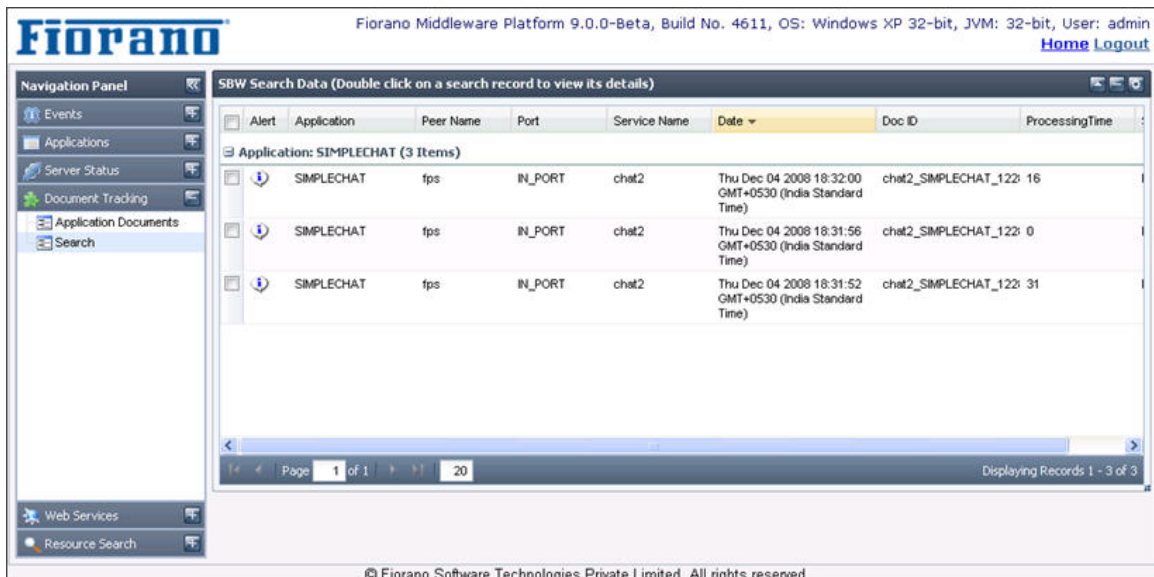 Fiorano
Fiorano Middleware Platform 9.0.0-Beta, Build No. 4611, OS: Windows XP 32-bit, JVM: 32-bit, User: admin
Home Logout
Navigation Panel
Events
Applications
Server Status
Document Tracking
Application Documents
Search
Web Services
Resource Search
SBW Search Data (Double click on a search record to view its details)
Alert Application Peer Name Port Service Name Date Doc ID ProcessingTime
Application: SIMPLECHAT (3 Items)
SIMPLECHAT fps IN_PORT chat2 Thu Dec 04 2008 18:32:00 chat2_SIMPLECHAT_122 16
GMT+0530 (India Standard
Time)
SIMPLECHAT fps IN_PORT chat2 Thu Dec 04 2008 18:31:56 chat2_SIMPLECHAT_122 0
GMT+0530 (India Standard
Time)
SIMPLECHAT fps IN_PORT chat2 Thu Dec 04 2008 18:31:52 chat2_SIMPLECHAT_122 31
GMT+0530 (India Standard
Time)
Page 1 of 1 20 Displaying Records 1 - 3 of 3
© Fiorano Software Technologies Private Limited. All rights reserved